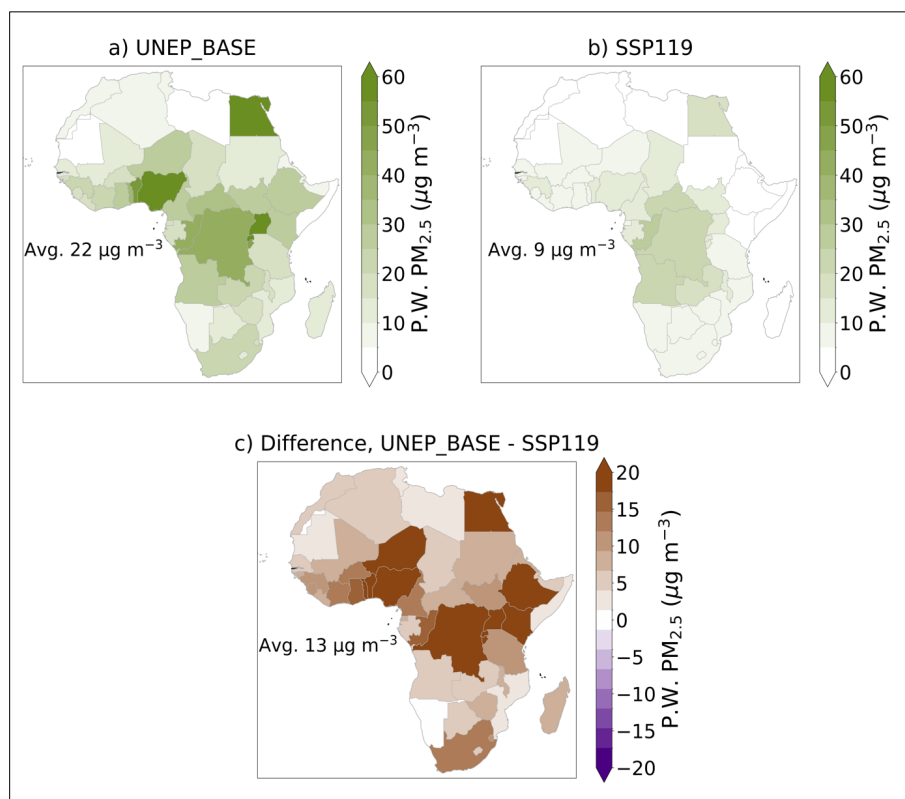 a) UNEP_BASE
60
50
40
30
20
10
0
P.W. PM₂.₅ (μg m⁻³)
Avg. 22 μg m⁻³
b) SSP119
60
50
40
30
20
10
0
P.W. PM₂.₅ (μg m⁻³)
Avg. 9 μg m⁻³
c) Difference, UNEP_BASE - SSP119
20
15
10
5
0
−5
−10
−15
−20
P.W. PM₂.₅ (μg m⁻³)
Avg. 13 μg m⁻³